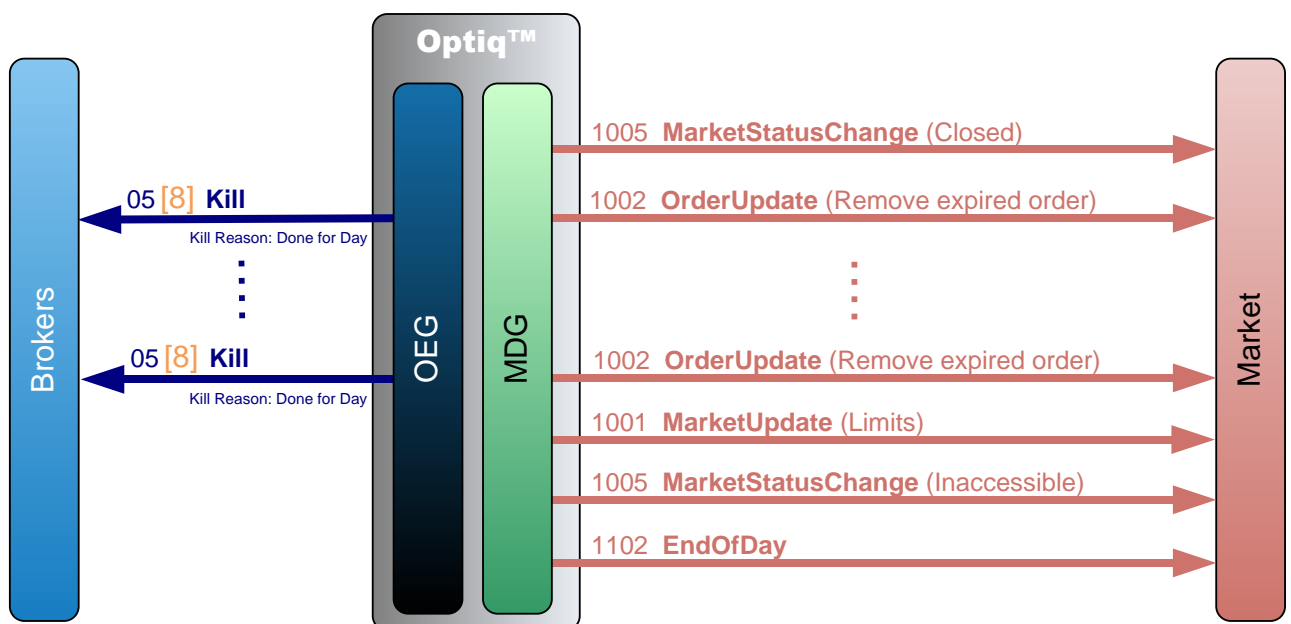 Optiq™
Brokers
OEG
MDG
Market
1005 MarketStatusChange (Closed)
05 [8] Kill
1002 OrderUpdate (Remove expired order)
Kill Reason: Done for Day
05 [8] Kill
1002 OrderUpdate (Remove expired order)
Kill Reason: Done for Day
1001 MarketUpdate (Limits)
1005 MarketStatusChange (Inaccessible)
1102 EndOfDay